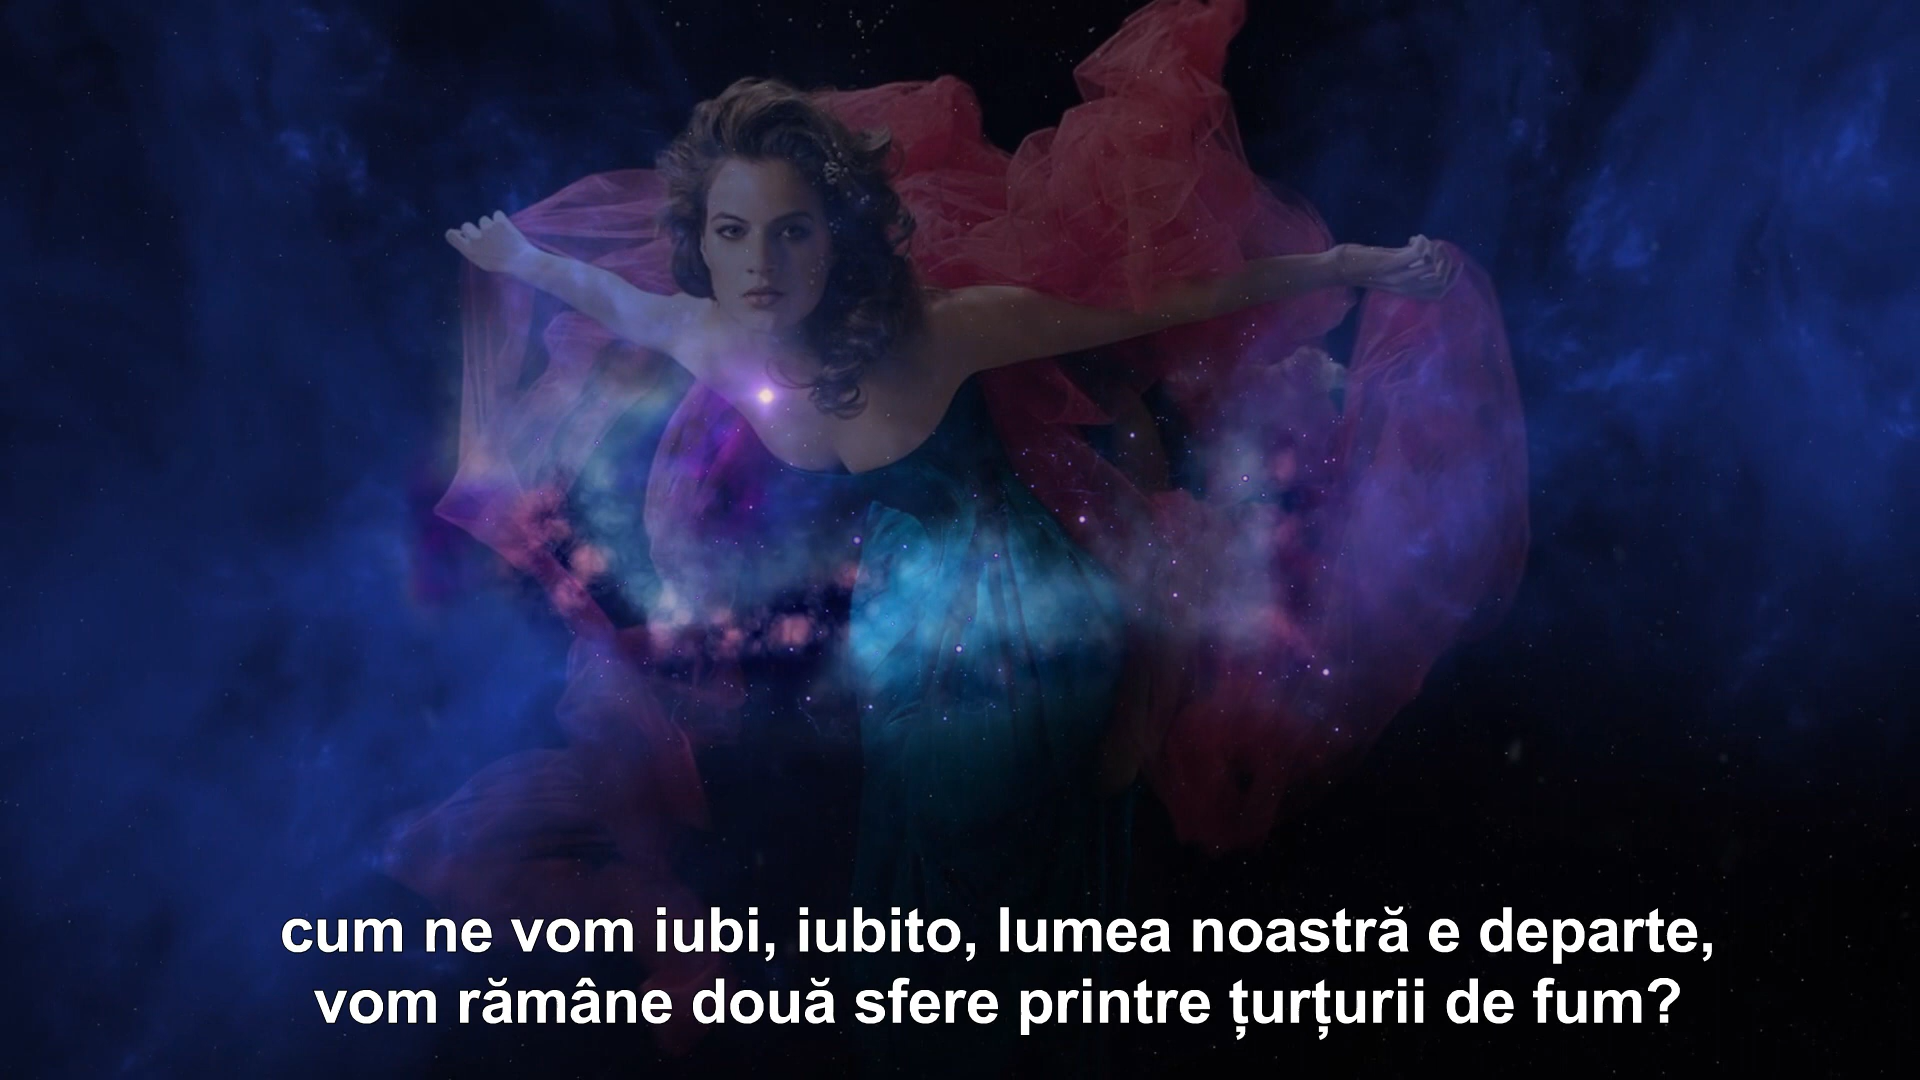 cum ne vom iubi, iubito, lumea noastră e departe,
vom rămâne două sfere printre țurțurii de fum?